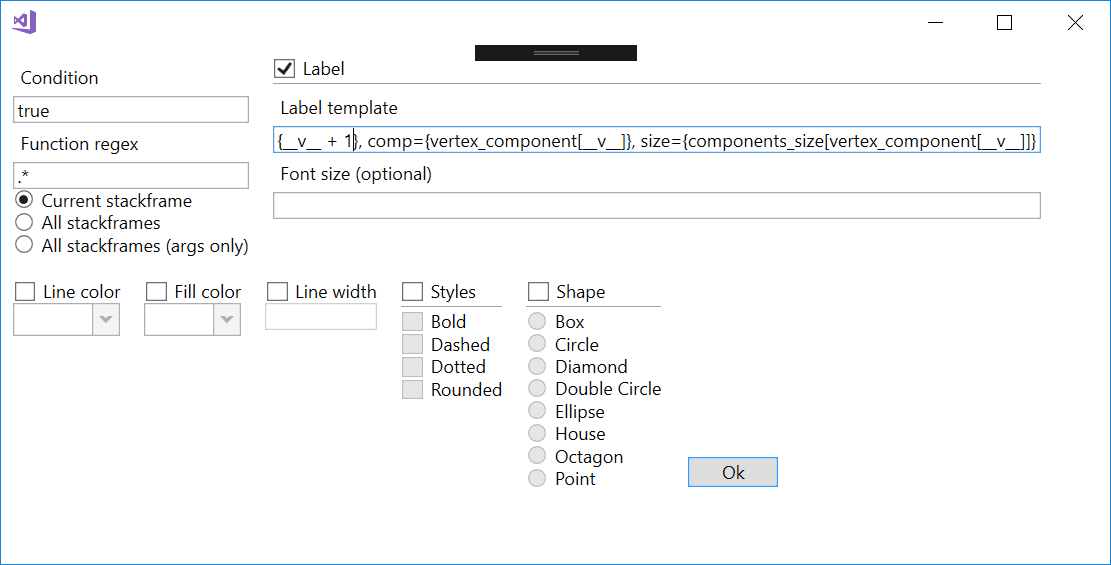 Condition
true
Function regex
.*
Current stackframe
All stackframes
All stackframes (args only)
Label
Label template
{__v__ + 1}, comp={vertex_component[__v__]}, size={components_size[vertex_component[__v__]]}
Font size (optional)
Line color
Fill color
Line width
Styles
Bold
Dashed
Dotted
Rounded
Shape
Box
Circle
Diamond
Double Circle
Ellipse
House
Octagon
Point
Ok